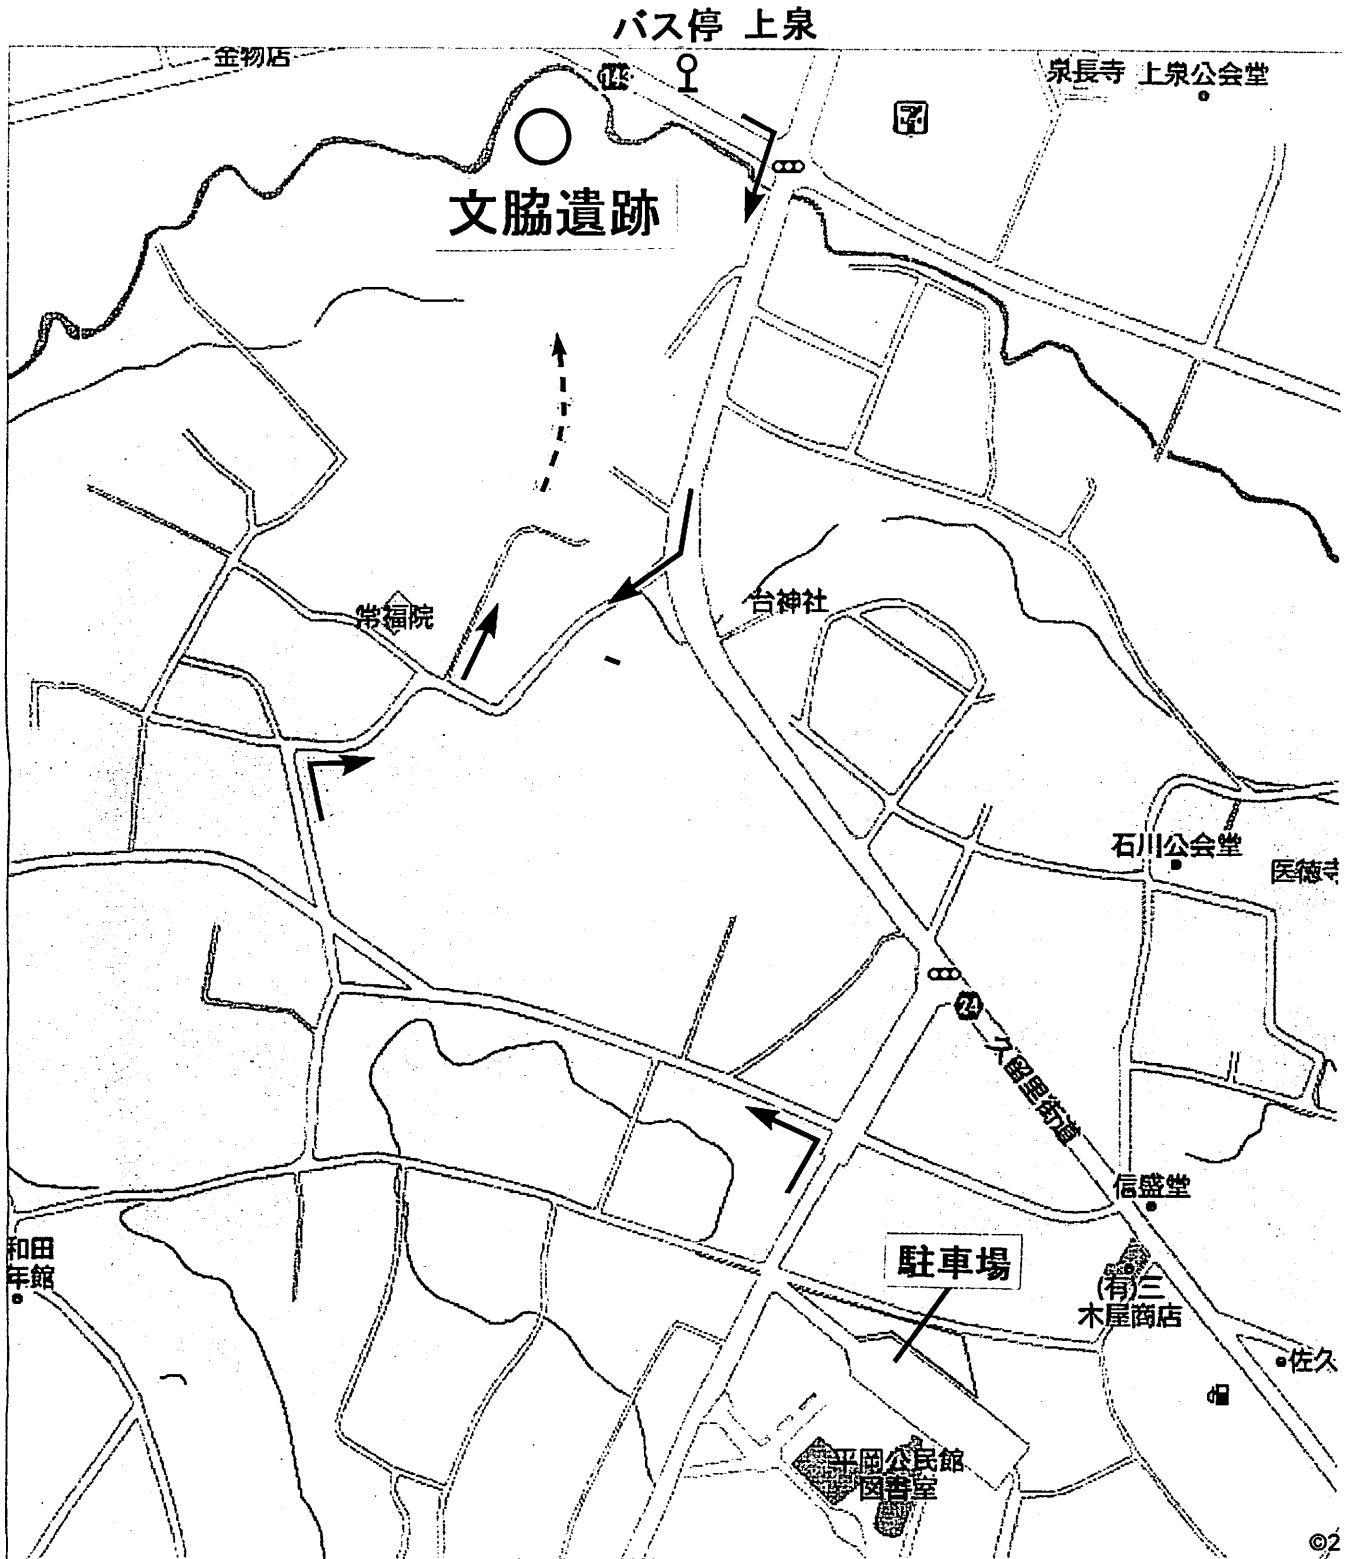 バス停 上泉
金物店
143
泉長寺
上泉公会堂
文脇遺跡
常福院
台神社
石川公会堂
医徳寺
24
久留里街道
信盛堂
和田
年館
駐車場
(有)三
木屋商店
佐久
平岡公民館
図書室
©2